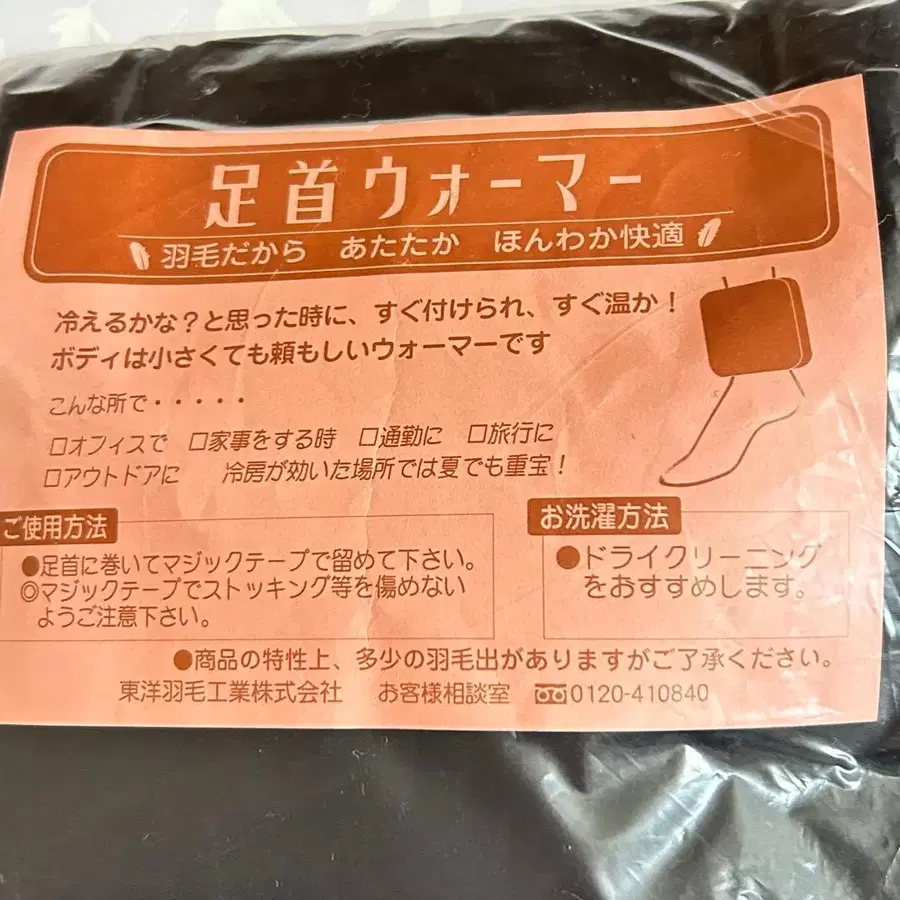 足首ウォーマー
羽毛だから あたたか ほんわか快適
冷えるかな?と思った時に、すぐ付けられ、すぐ温か!
ボディは小さくても頼もしいウォーマーです
こんな所で・・・・・
□オフィスで □家事をする時 □通勤に □旅行に
□アウトドアに 冷房が効いた場所では夏でも重宝!
ご使用方法
●足首に巻いてマジックテープで留めて下さい。
◎マジックテープでストッキング等を傷めない
ようご注意下さい。
お洗濯方法
●ドライクリーニング
をおすすめします。
●商品の特性上、多少の羽毛出がありますがご了承ください。
東洋羽毛工業株式会社 お客様相談室 0120-410840